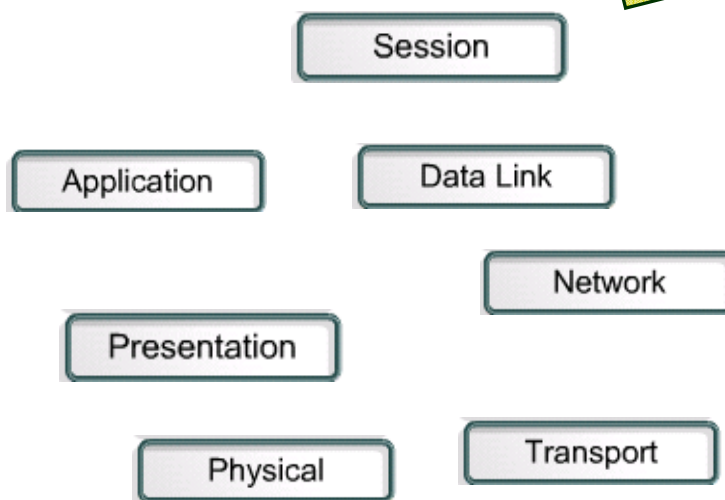 Session
Application
Data Link
Network
Presentation
Transport
Physical